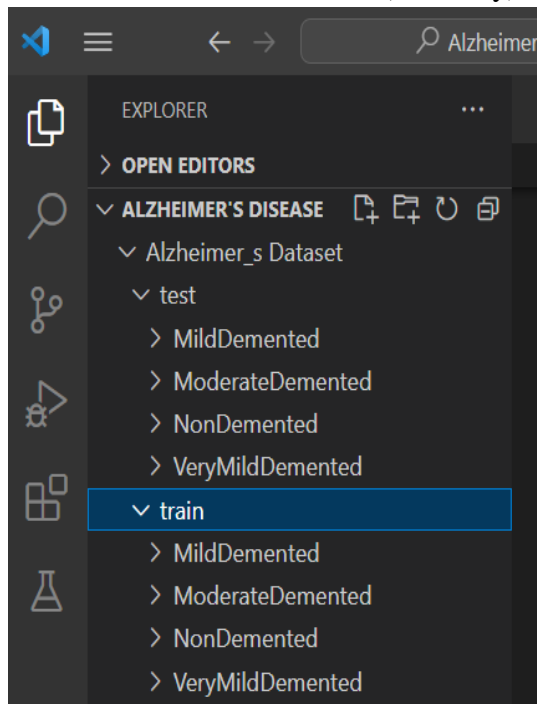 Alzheimer
EXPLORER
OPEN EDITORS
ALZHEIMER'S DISEASE
Alzheimer_s Dataset
test
MildDemented
ModerateDemented
NonDemented
VeryMildDemented
train
MildDemented
ModerateDemented
NonDemented
VeryMildDemented